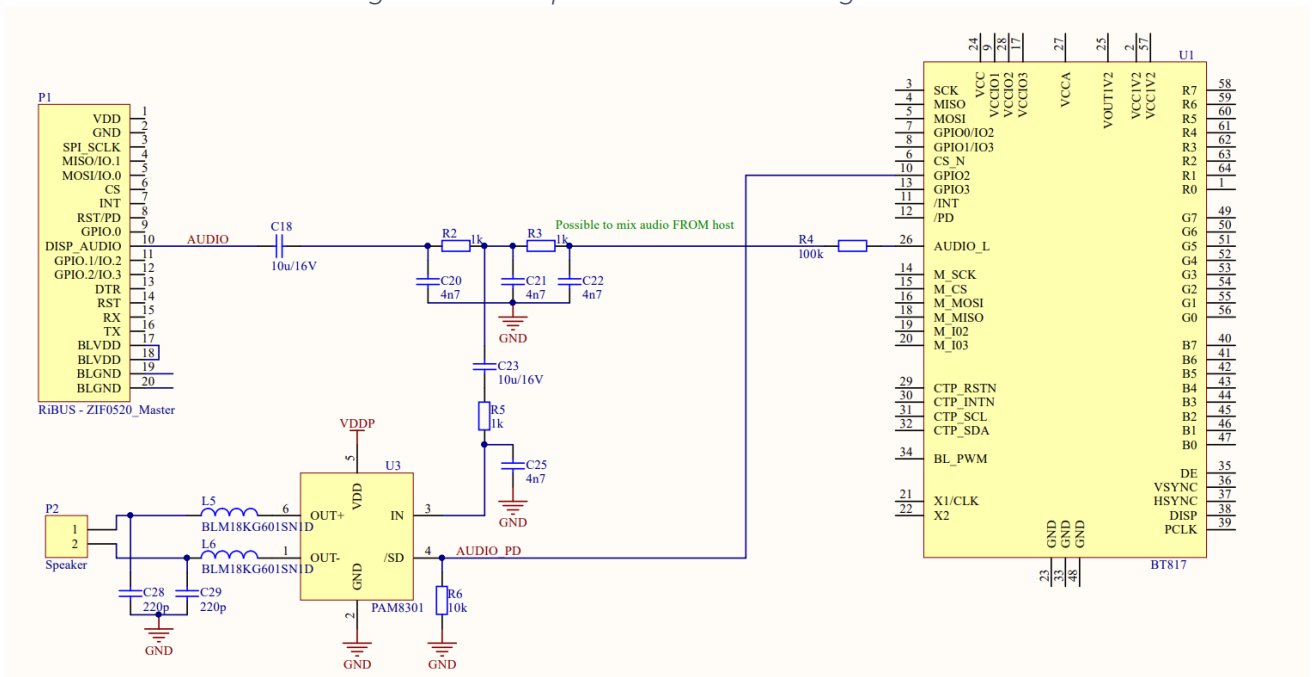 P1
VDD 1
GND 2
SPI_SCLK 3
MISO/IO.1 4
MOSI/IO.0 5
CS 6
INT 7
RST/PD 8
GPIO.0 9
DISP_AUDIO 10
GPIO.1/IO.2 11
GPIO.2/IO.3 12
DTR 13
RST 14
RX 15
TX 16
BLVDD 17
BLVDD 18
BLGND 19
BLGND 20
RiBUS - ZIF0520_Master
AUDIO
C18
10u/16V
R2
1k
R3
1k
Possible to mix audio FROM host
C20
4n7
C21
4n7
C22
4n7
GND
R4
100k
C23
10u/16V
R5
1k
C25
4n7
GND
VDDP
5
U3
VDD
6 OUT+
IN 3
1 OUT-
/SD 4
GND
2
PAM8301
GND
AUDIO_PD
R6
10k
GND
P2
1
2
Speaker
L5
BLM18KG601SN1D
L6
BLM18KG601SN1D
C28
220p
C29
220p
GND
U1
24 VCC
9 VCCIO1
28 VCCIO2
17 VCCIO3
27 VCCA
25 VOUT1V2
2 VCC1V2
57 VCC1V2
3 SCK
4 MISO
5 MOSI
7 GPIO0/IO2
8 GPIO1/IO3
6 CS_N
10 GPIO2
13 GPIO3
11 /INT
12 /PD
26 AUDIO_L
14 M_SCK
15 M_CS
16 M_MOSI
18 M_MISO
19 M_I02
20 M_I03
29 CTP_RSTN
30 CTP_INTN
31 CTP_SCL
32 CTP_SDA
34 BL_PWM
21 X1/CLK
22 X2
R7 58
R6 59
R5 60
R4 61
R3 62
R2 63
R1 64
R0 1
G7 49
G6 50
G5 51
G4 52
G3 53
G2 54
G1 55
G0 56
B7 40
B6 41
B5 42
B4 43
B3 44
B2 45
B1 46
B0 47
DE 35
VSYNC 36
HSYNC 37
DISP 38
PCLK 39
GND 23
GND 33
GND 48
BT817